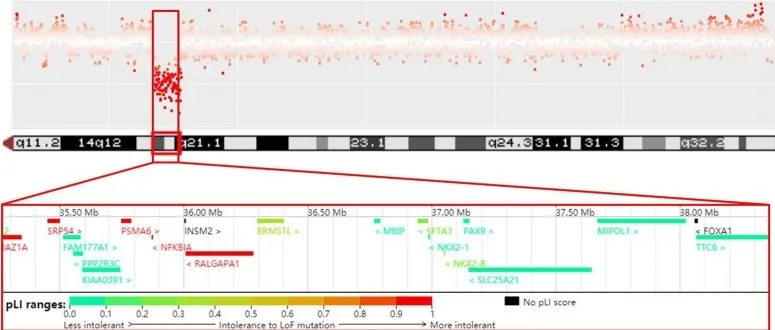 q11.2 14q12 q21.1 23.1 q24.3 31.1 31.3 q32.2
35.50 Mb 36.00 Mb 36.50 Mb 37.00 Mb 37.50 Mb 38.00 Mb
2 SRP54 > PSMA6 > INSM2 > BRMS1L > < MBIP < SFTA3 PAX9 > MIPOL1 > < FOXA1
IAZ1A FAM177A1 > < NFKBIA < NKX2-1 TTC6 >
< PPP2R3C < RALGAPA1 < NKX2-8
KIAA0391 > < SLC25A21
pLI ranges: No pLI score
0.0 0.1 0.2 0.3 0.4 0.5 0.6 0.7 0.8 0.9 1
Less intolerant > Intolerance to LoF mutation More intolerant